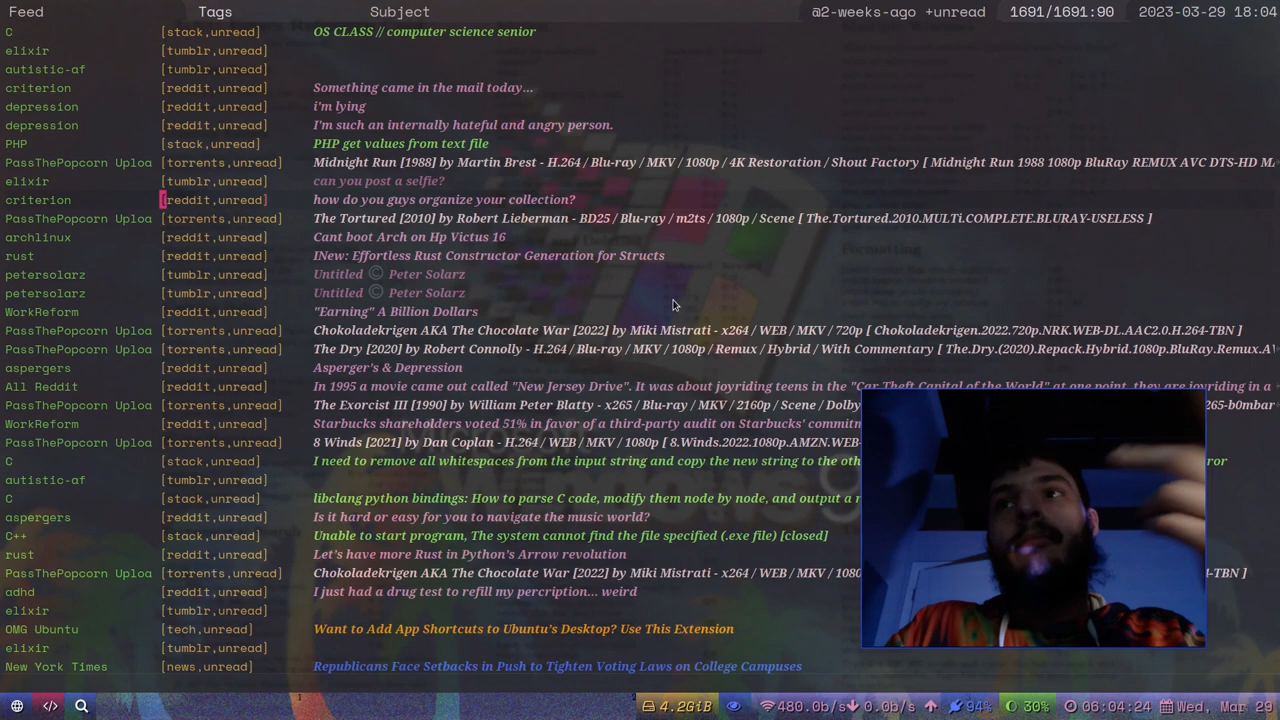 Feed Tags Subject @2-weeks-ago +unread 1691/1691:90 2023-03-29 18:04
C [stack,unread] OS CLASS // computer science senior
elixir [tumblr,unread]
autistic-af [tumblr,unread]
criterion [reddit,unread] Something came in the mail today...
depression [reddit,unread] i'm lying
depression [reddit,unread] I'm such an internally hateful and angry person.
PHP [stack,unread] PHP get values from text file
PassThePopcorn Uploa [torrents,unread] Midnight Run [1988] by Martin Brest - H.264 / Blu-ray / MKV / 1080p / 4K Restoration / Shout Factory [ Midnight Run 1988 1080p BluRay REMUX AVC DTS-HD M
elixir [tumblr,unread] can you post a selfie?
criterion [reddit,unread] how do you guys organize your collection?
PassThePopcorn Uploa [torrents,unread] The Tortured [2010] by Robert Lieberman - BD25 / Blu-ray / m2ts / 1080p / Scene [ The.Tortured.2010.MULTi.COMPLETE.BLURAY-USELESS ]
archlinux [reddit,unread] Cant boot Arch on Hp Victus 16
rust [reddit,unread] INew: Effortless Rust Constructor Generation for Structs
petersolarz [tumblr,unread] Untitled © Peter Solarz
petersolarz [tumblr,unread] Untitled © Peter Solarz
WorkReform [reddit,unread] "Earning" A Billion Dollars
PassThePopcorn Uploa [torrents,unread] Chokoladekrigen AKA The Chocolate War [2022] by Miki Mistrati - x264 / WEB / MKV / 720p [ Chokoladekrigen.2022.720p.NRK.WEB-DL.AAC2.0.H.264-TBN ]
PassThePopcorn Uploa [torrents,unread] The Dry [2020] by Robert Connolly - H.264 / Blu-ray / MKV / 1080p / Remux / Hybrid / With Commentary [ The.Dry.(2020).Repack.Hybrid.1080p.BluRay.Remux.A
aspergers [reddit,unread] Asperger's & Depression
All Reddit [reddit,unread] In 1995 a movie came out called "New Jersey Drive". It was about joyriding teens in the "Car Theft Capital of the World" at one point, they are joyriding in a
PassThePopcorn Uploa [torrents,unread] The Exorcist III [1990] by William Peter Blatty - x265 / Blu-ray / MKV / 2160p / Scene / Dolby 265-b0mbar
WorkReform [reddit,unread] Starbucks shareholders voted 51% in favor of a third-party audit on Starbucks' commitm
PassThePopcorn Uploa [torrents,unread] 8 Winds [2021] by Dan Coplan - H.264 / WEB / MKV / 1080p [ 8.Winds.2022.1080p.AMZN.WEB-
C [stack,unread] I need to remove all whitespaces from the input string and copy the new string to the oth ror
autistic-af [tumblr,unread]
C [stack,unread] libclang python bindings: How to parse C code, modify them node by node, and output a
aspergers [reddit,unread] Is it hard or easy for you to navigate the music world?
C++ [stack,unread] Unable to start program, The system cannot find the file specified (.exe file) [closed]
rust [reddit,unread] Let's have more Rust in Python's Arrow revolution
PassThePopcorn Uploa [torrents,unread] Chokoladekrigen AKA The Chocolate War [2022] by Miki Mistrati - x264 / WEB / MKV / 1080 4-TBN ]
adhd [reddit,unread] I just had a drug test to refill my percription... weird
elixir [tumblr,unread]
OMG Ubuntu [tech,unread] Want to Add App Shortcuts to Ubuntu's Desktop? Use This Extension
elixir [tumblr,unread]
New York Times [news,unread] Republicans Face Setbacks in Push to Tighten Voting Laws on College Campuses
4.2GiB 480.0b/s 0.0b/s 94% 30% 06:04:24 Wed, Mar 29